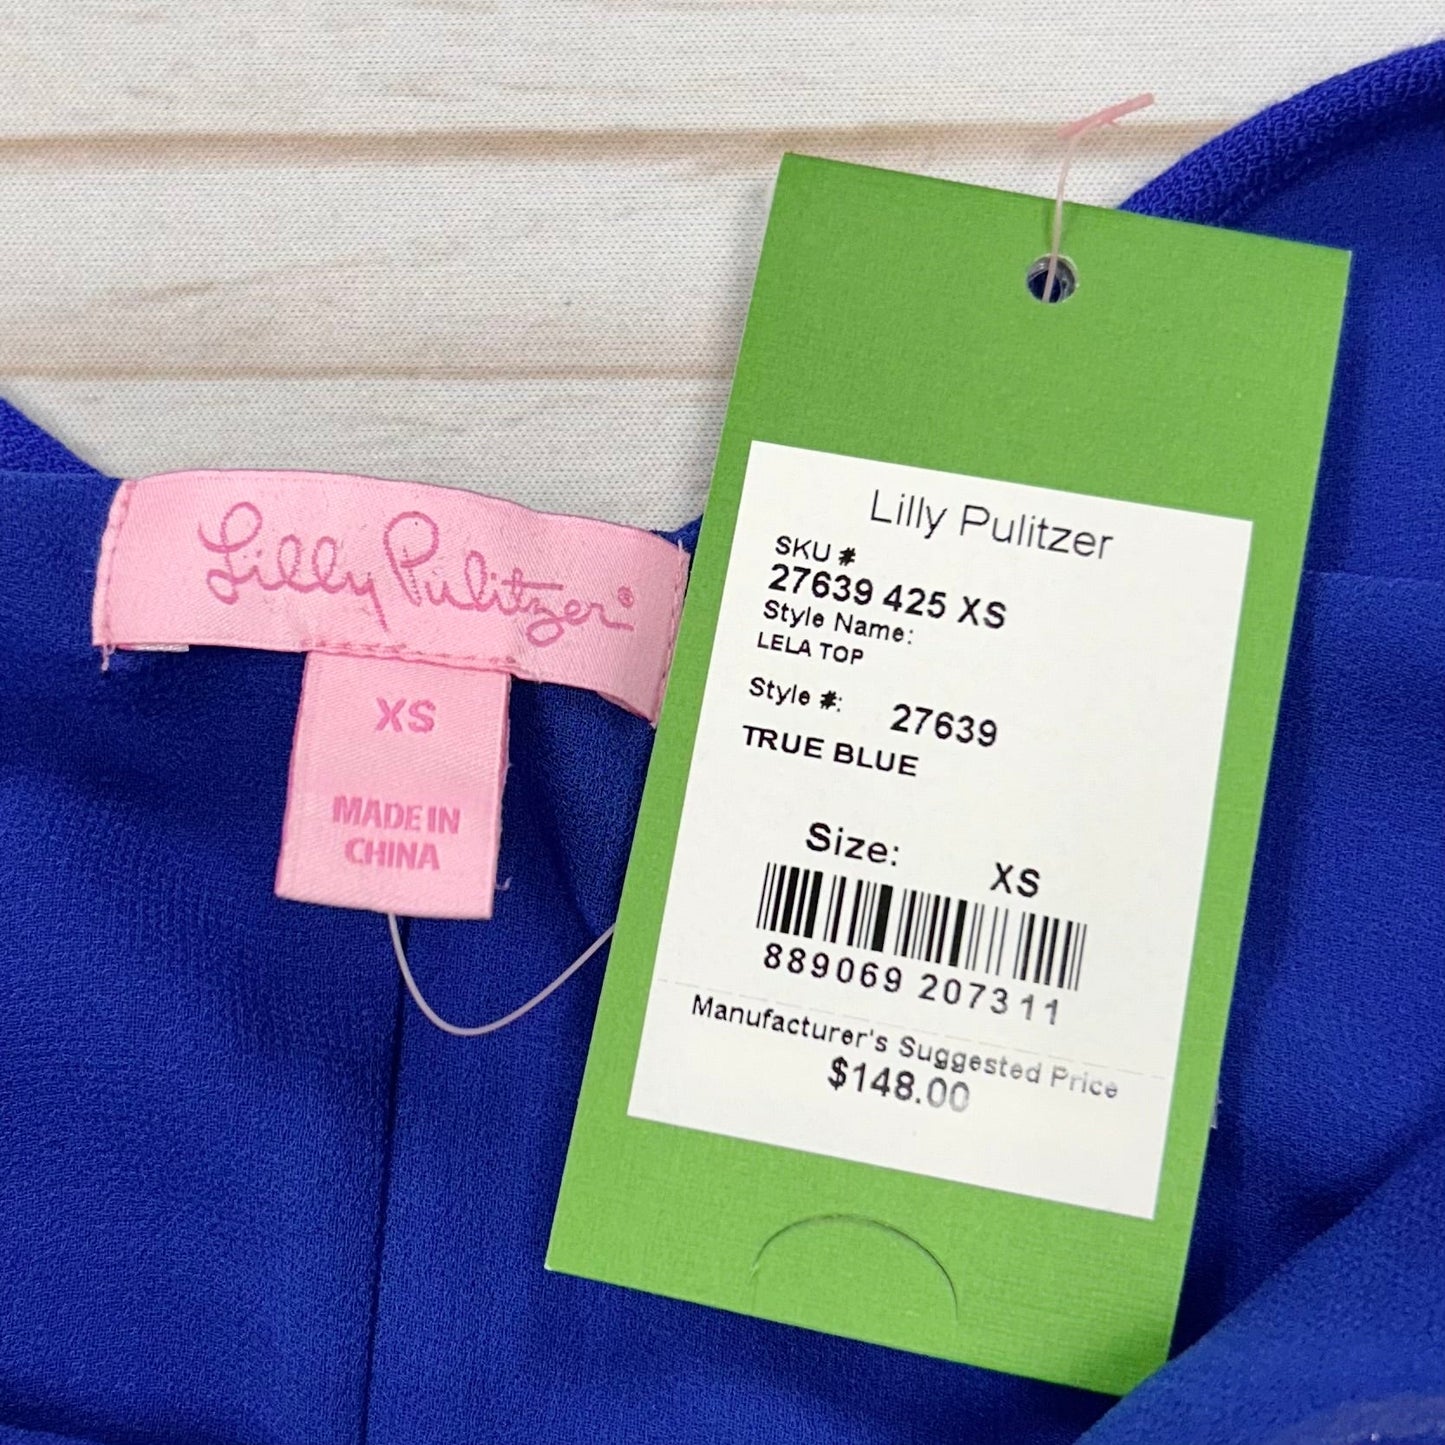 Lilly Pulitzer®
XS
MADE IN
CHINA
Lilly Pulitzer
SKU #
27639 425 XS
Style Name:
LELA TOP
Style #: 27639
TRUE BLUE
Size: XS
889069 207311
Manufacturer's Suggested Price
$148.00